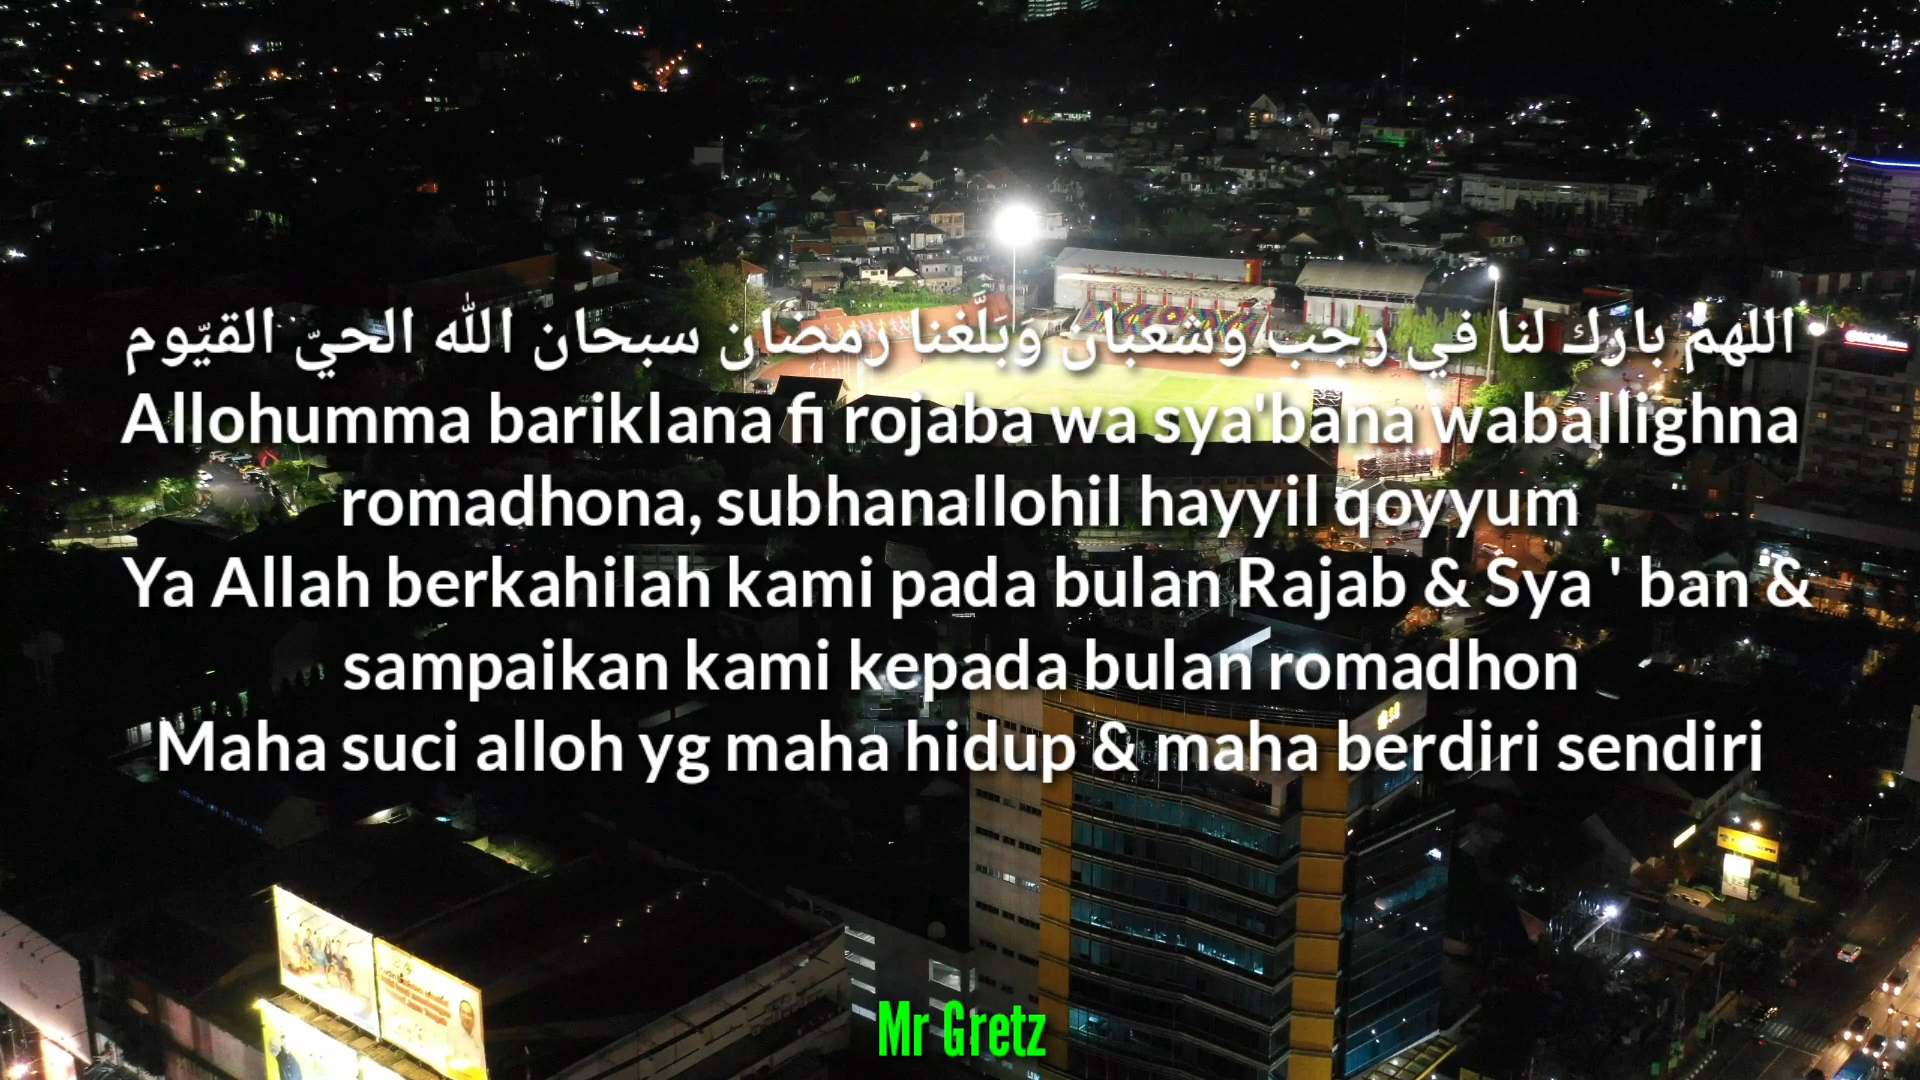 اللهم بارك لنا في رجب وشعبان وبَلَّغنا رمضان سبحان الله الحيّ القيّوم
Allohumma bariklana fi rojaba wa sya'bana waballighna
romadhona, subhanallohil hayyil qoyyum
Ya Allah berkahilah kami pada bulan Rajab & Sya ' ban &
sampaikan kami kepada bulan romadhon
Maha suci alloh yg maha hidup & maha berdiri sendiri
Mr Gretz